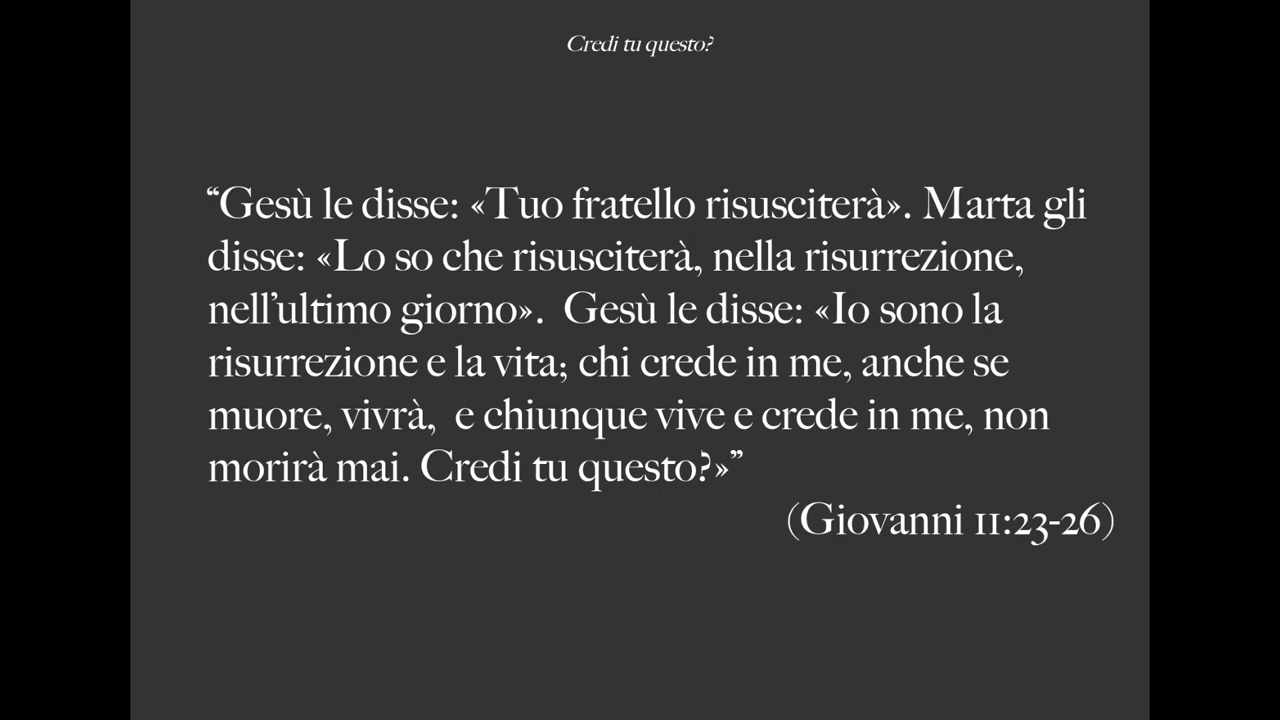 Credi tu questo?
“Gesù le disse: «Tuo fratello risusciterà». Marta gli
disse: «Lo so che risusciterà, nella risurrezione,
nell’ultimo giorno».  Gesù le disse: «Io sono la
risurrezione e la vita; chi crede in me, anche se
muore, vivrà,  e chiunque vive e crede in me, non
morirà mai. Credi tu questo?»”
(Giovanni 11:23-26)